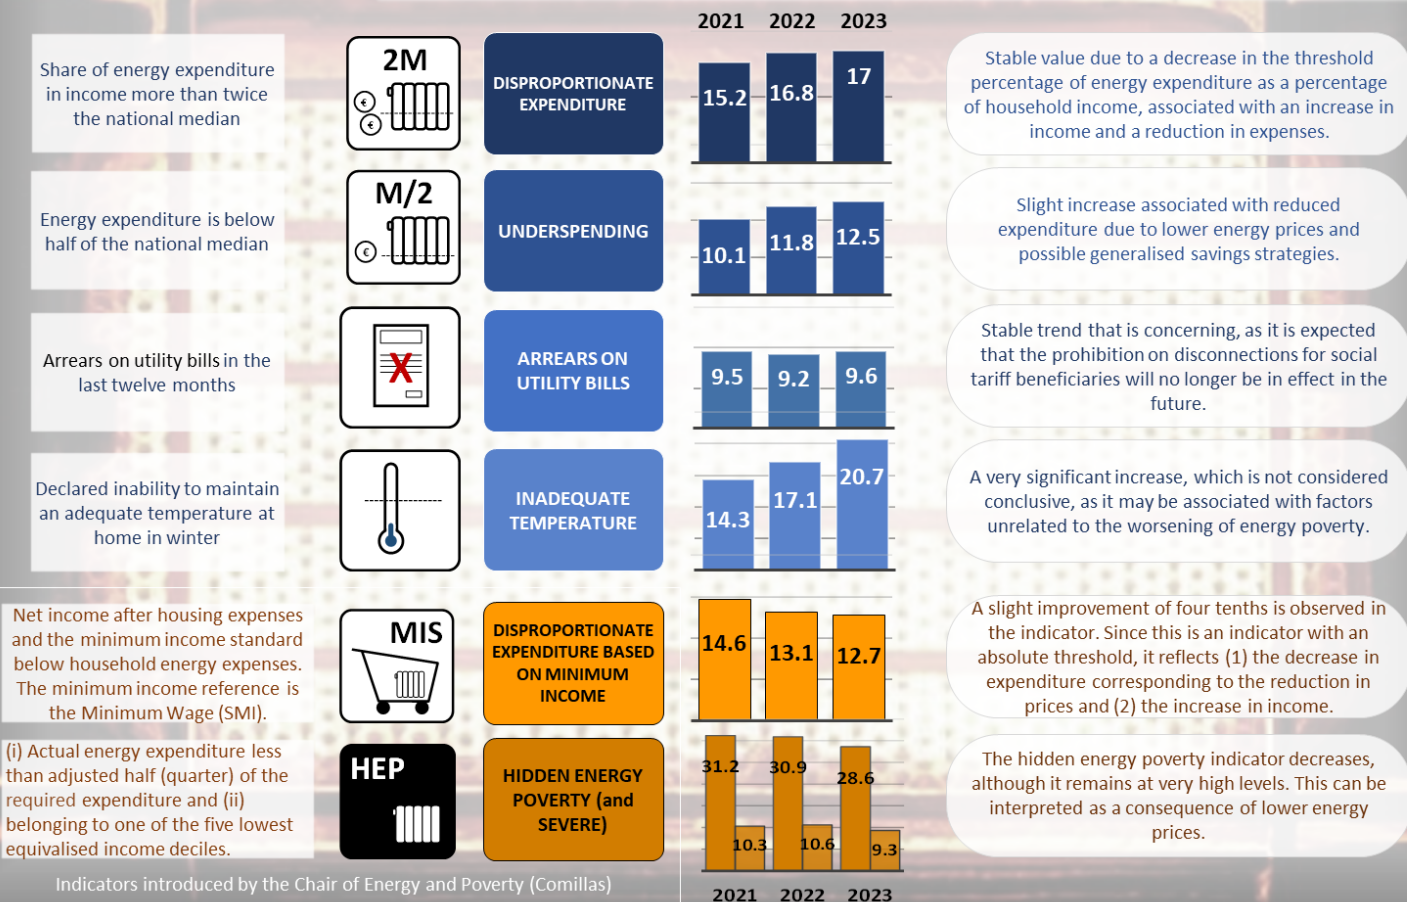 2021 2022 2023
Share of energy expenditure
in income more than twice
the national median
2M
€
€
DISPROPORTIONATE
EXPENDITURE
15.2 16.8 17
Stable value due to a decrease in the threshold
percentage of energy expenditure as a percentage
of household income, associated with an increase in
income and a reduction in expenses.
Energy expenditure is below
half of the national median
M/2
€
UNDERSPENDING
10.1 11.8 12.5
Slight increase associated with reduced
expenditure due to lower energy prices and
possible generalised savings strategies.
Arrears on utility bills in the
last twelve months
X
ARREARS ON
UTILITY BILLS
9.5 9.2 9.6
Stable trend that is concerning, as it is expected
that the prohibition on disconnections for social
tariff beneficiaries will no longer be in effect in the
future.
Declared inability to maintain
an adequate temperature at
home in winter
INADEQUATE
TEMPERATURE
14.3 17.1 20.7
A very significant increase, which is not considered
conclusive, as it may be associated with factors
unrelated to the worsening of energy poverty.
Net income after housing expenses
and the minimum income standard
below household energy expenses.
The minimum income reference is
the Minimum Wage (SMI).
MIS
DISPROPORTIONATE
EXPENDITURE BASED
ON MINIMUM
INCOME
14.6 13.1 12.7
A slight improvement of four tenths is observed in
the indicator. Since this is an indicator with an
absolute threshold, it reflects (1) the decrease in
expenditure corresponding to the reduction in
prices and (2) the increase in income.
(i) Actual energy expenditure less
than adjusted half (quarter) of the
required expenditure and (ii)
belonging to one of the five lowest
equivalised income deciles.
HEP
HIDDEN ENERGY
POVERTY (and
SEVERE)
31.2 10.3 30.9 10.6 28.6 9.3
The hidden energy poverty indicator decreases,
although it remains at very high levels. This can be
interpreted as a consequence of lower energy
prices.
Indicators introduced by the Chair of Energy and Poverty (Comillas)
2021 2022 2023